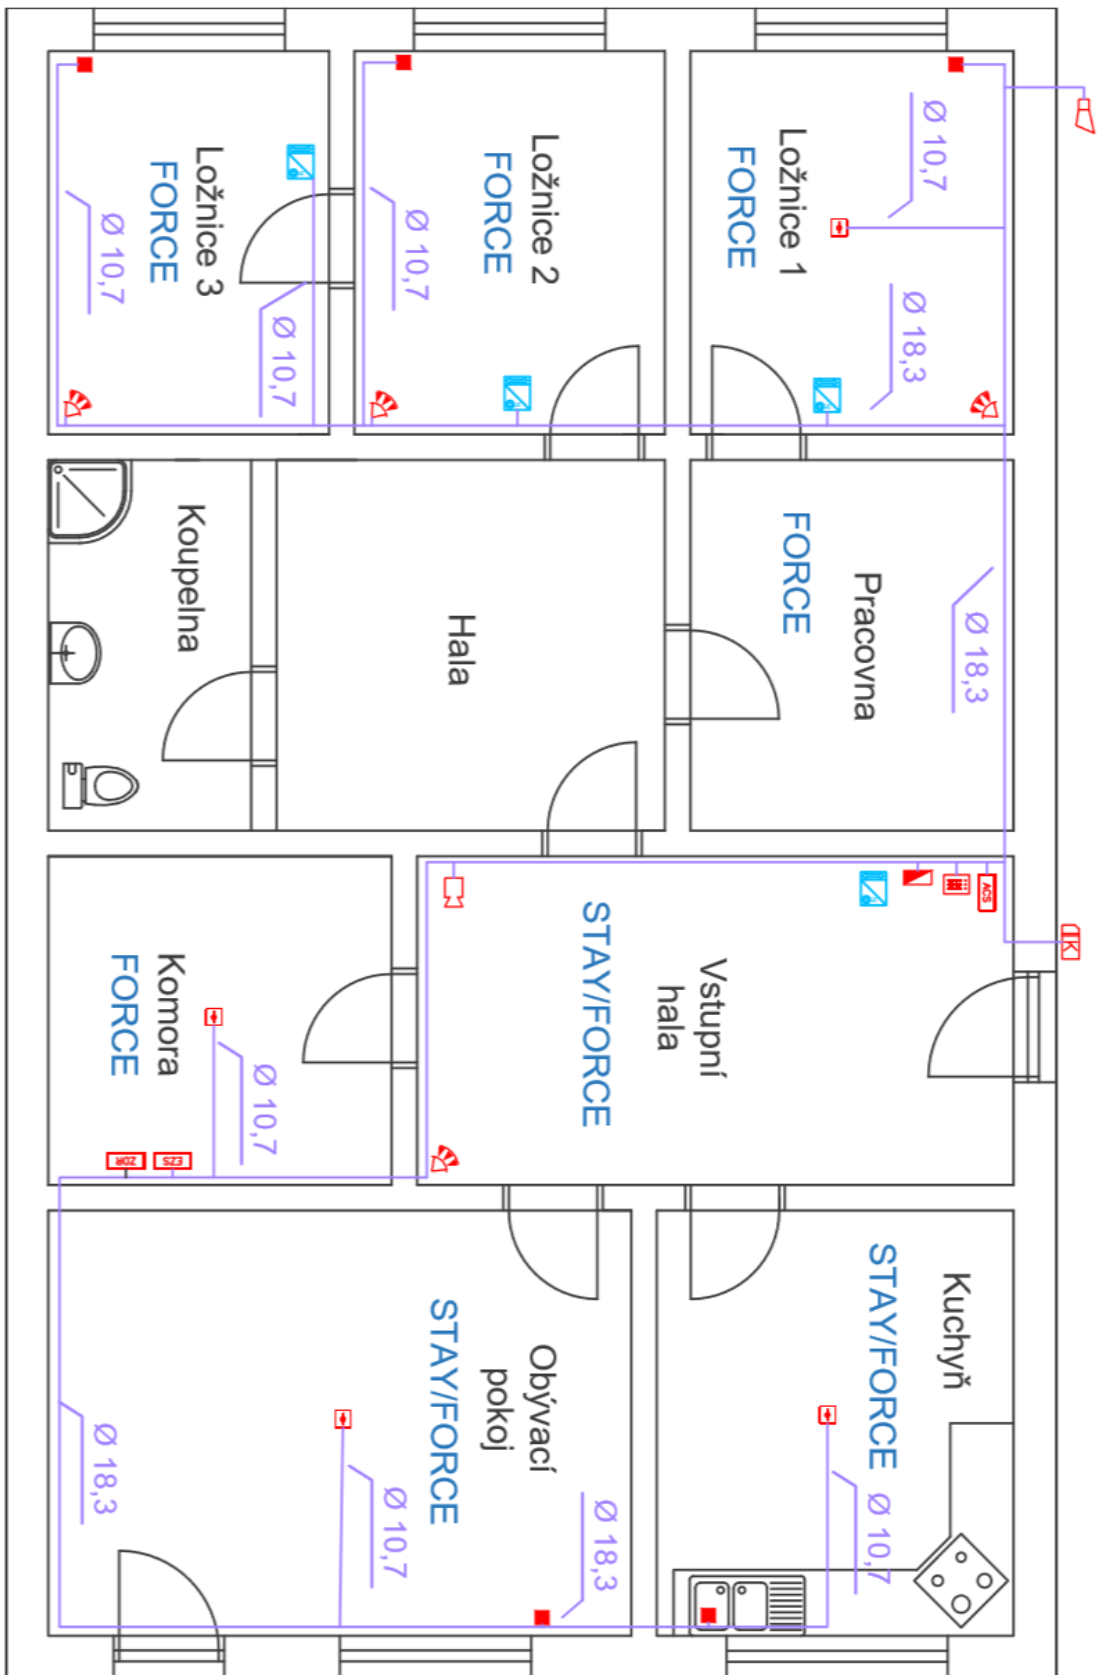 K
Ø 10,7
Ø 18,3
Ložnice 1
FORCE
Ø 18,3
Pracovna
FORCE
ACS
Vstupní
hala
STAY/FORCE
Kuchyň
STAY/FORCE
Ø 10,7
Ložnice 2
FORCE
Ø 10,7
Hala
Ø 18,3
Obývací
pokoj
STAY/FORCE
Ø 10,7
Ø 10,7
Ložnice 3
FORCE
Ø 10,7
Koupelna
Ø 10,7
Komora
FORCE
EZS
ZDR
Ø 18,3